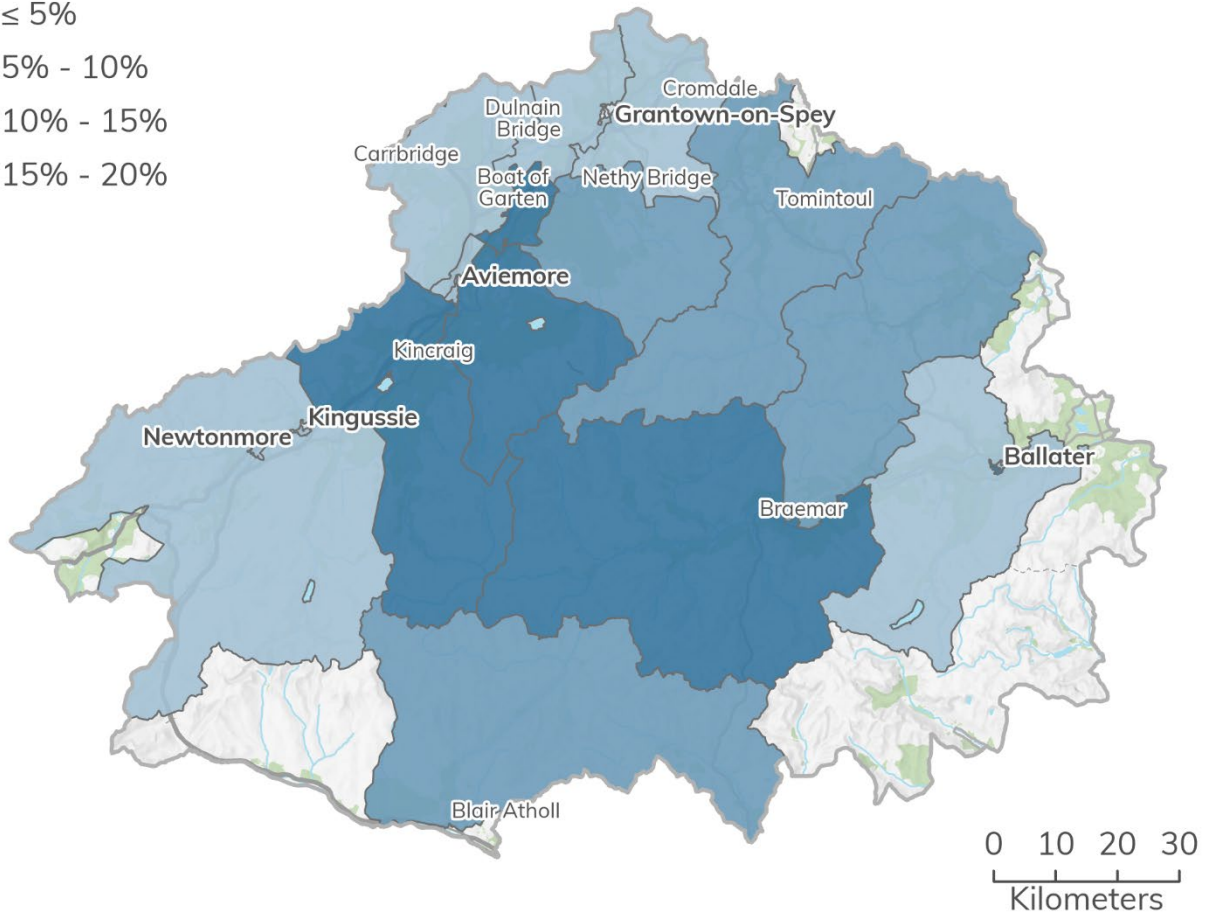 ≤ 5%
5% - 10%
10% - 15%
15% - 20%
Cromdale
Grantown-on-Spey
Dulnain
Bridge
Carrbridge
Boat of
Garten
Nethy Bridge
Tomintoul
Aviemore
Kincraig
Kingussie
Newtonmore
Ballater
Braemar
Blair Atholl
0 10 20 30
Kilometers